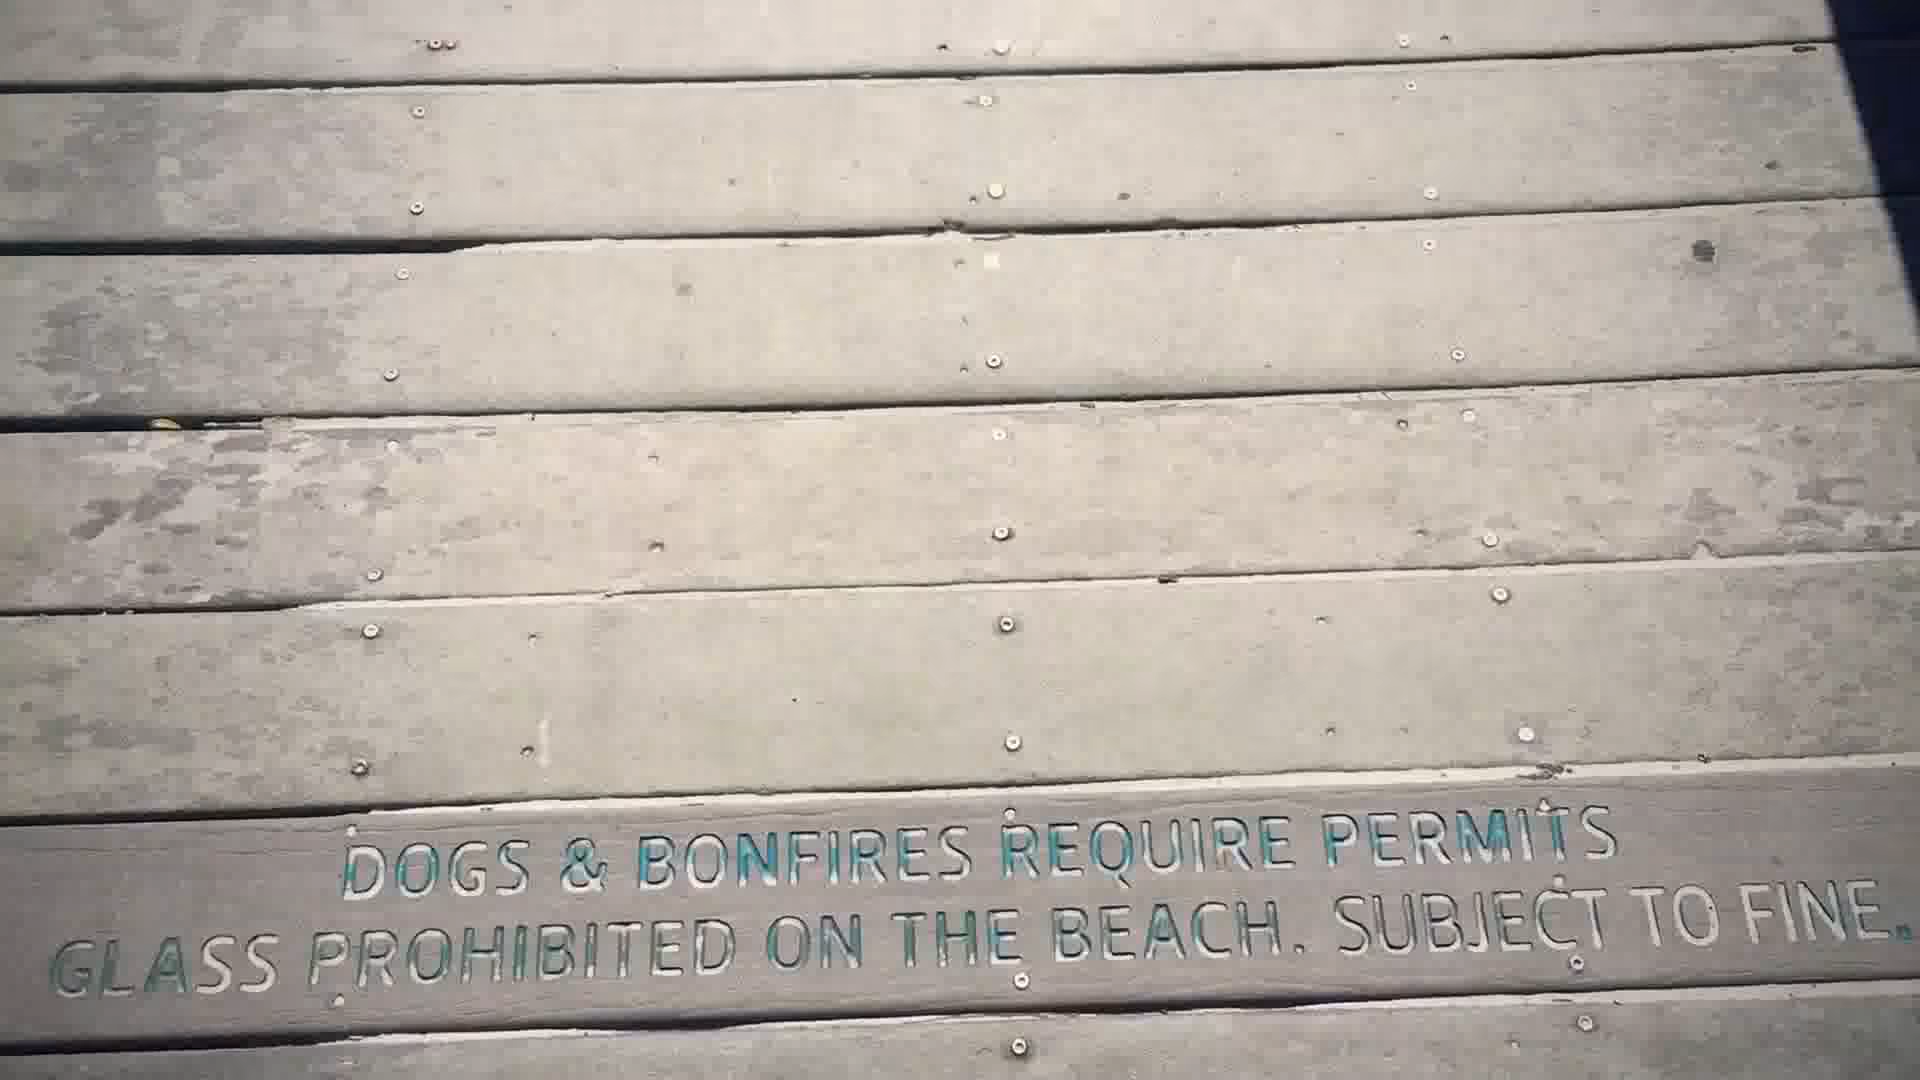 DOGS & BONFIRES REQUIRE PERMITS
GLASS PROHIBITED ON THE BEACH. SUBJECT TO FINE.